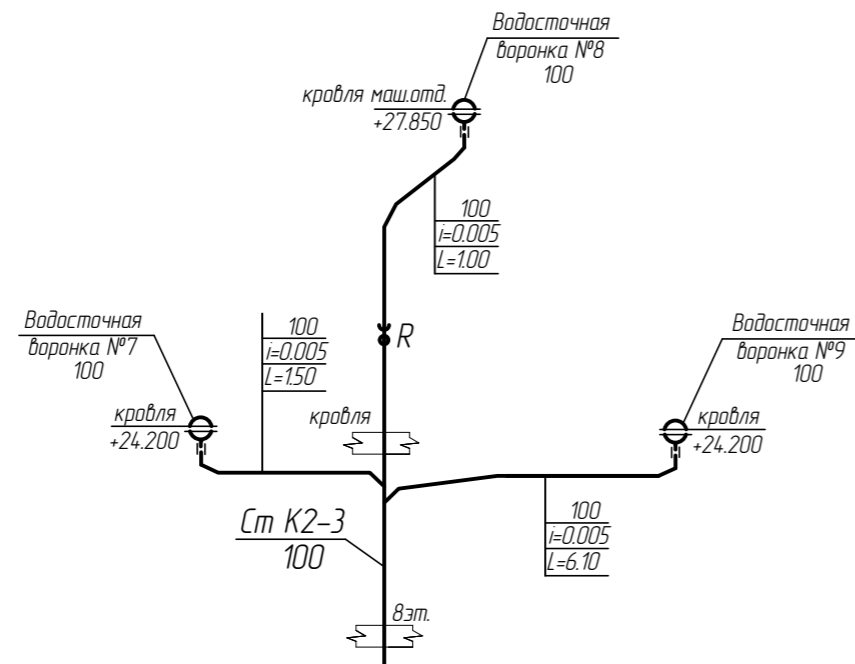 Водосточная
воронка №8
100
кровля маш.отд.
+27.850
100
i=0.005
L=1.00
Водосточная
воронка №7
100
100
i=0.005
L=1.50
R
Водосточная
воронка №9
100
кровля
+24.200
кровля
кровля
+24.200
Ст К2-3
100
100
i=0.005
L=6.10
8эт.